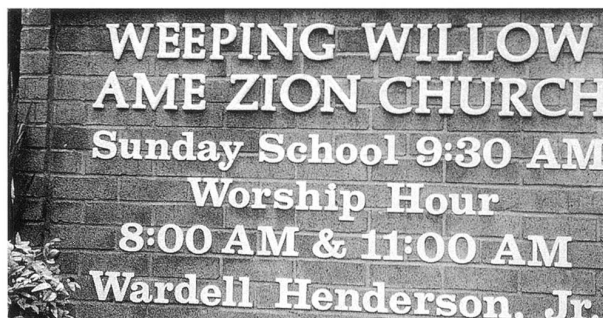 WEEPING WILLOW
AME ZION CHURCH
Sunday School 9:30 AM
Worship Hour
8:00 AM & 11:00 AM
Wardell Henderson, Jr.